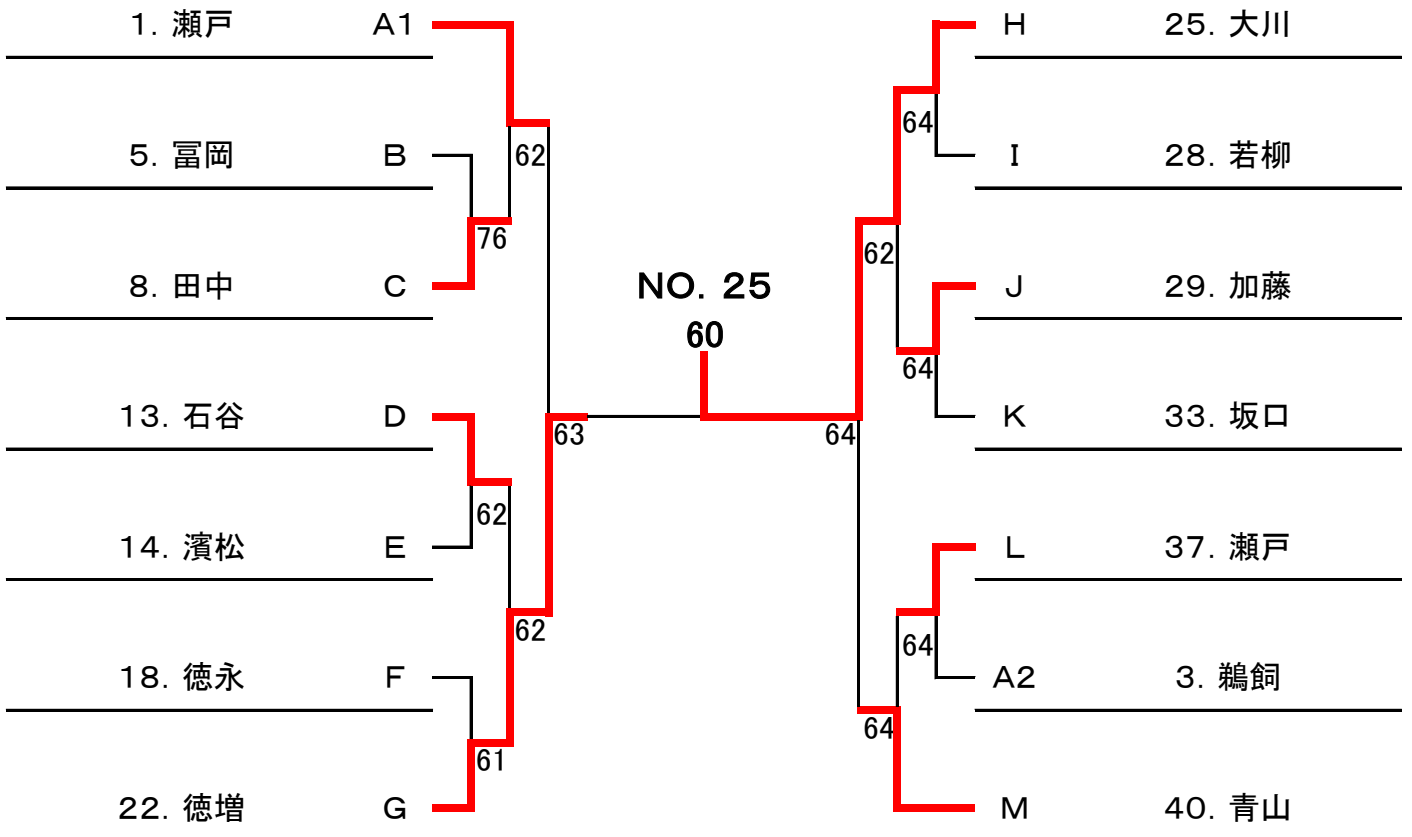 1. 瀬戸 A1
62
5. 冨岡 B
76
8. 田中 C
13. 石谷 D
62
14. 濱松 E
63
62
18. 徳永 F
61
22. 徳増 G
NO. 25
60
H 25. 大川
64
I 28. 若柳
62
J 29. 加藤
64
K 33. 坂口
64
L 37. 瀬戸
64
A2 3. 鵜飼
64
M 40. 青山